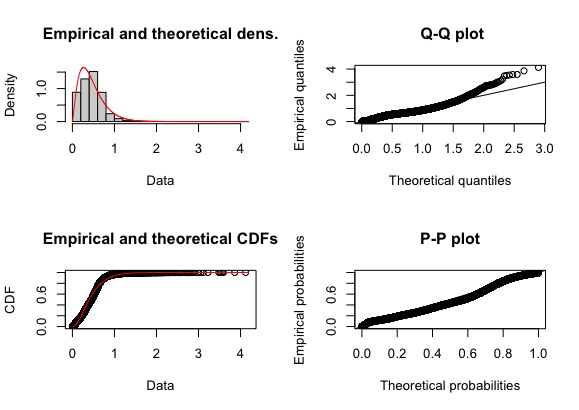 Empirical and theoretical dens.
Density
0.0 1.0
0 1 2 3 4
Data
Q-Q plot
Empirical quantiles
0 2 4
0.0 0.5 1.0 1.5 2.0 2.5 3.0
Theoretical quantiles
Empirical and theoretical CDFs
CDF
0.0 0.6
0 1 2 3 4
Data
P-P plot
Empirical probabilities
0.0 0.6
0.0 0.2 0.4 0.6 0.8 1.0
Theoretical probabilities